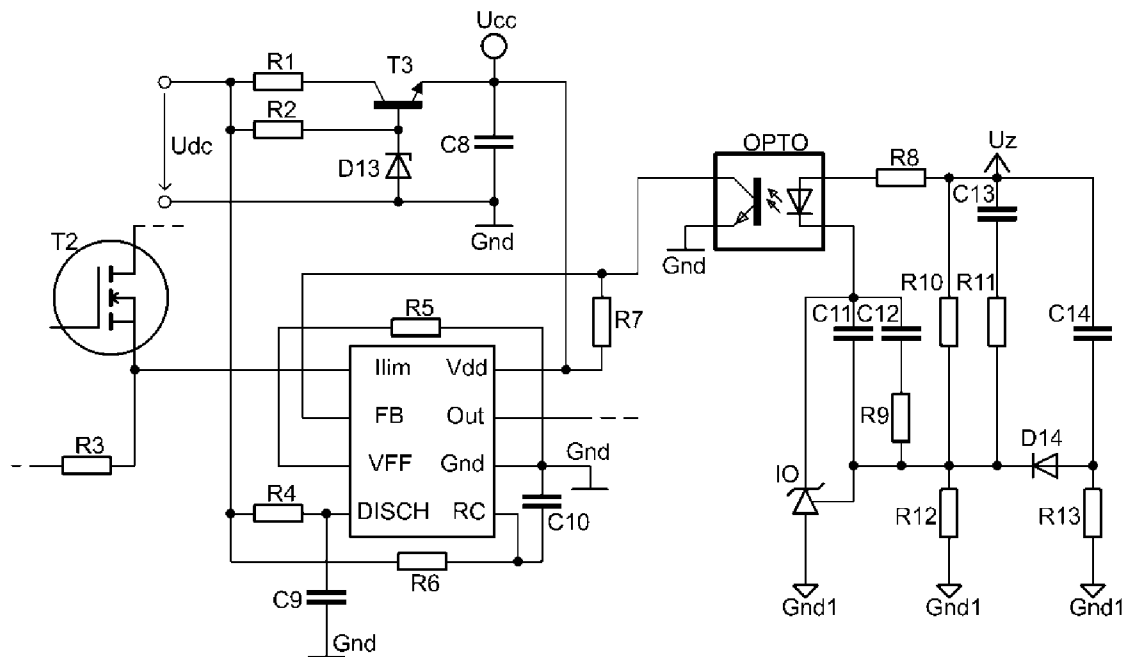 Ucc
R1
T3
R2
Udc
D13
C8
Gnd
T2
OPTO
R8
Uz
C13
Gnd
R10
R11
C11
C12
C14
R5
R7
Ilim
Vdd
FB
Out
R9
R3
VFF
Gnd
Gnd
D14
IO
R4
DISCH
RC
C10
R12
R13
R6
C9
Gnd
Gnd1
Gnd1
Gnd1